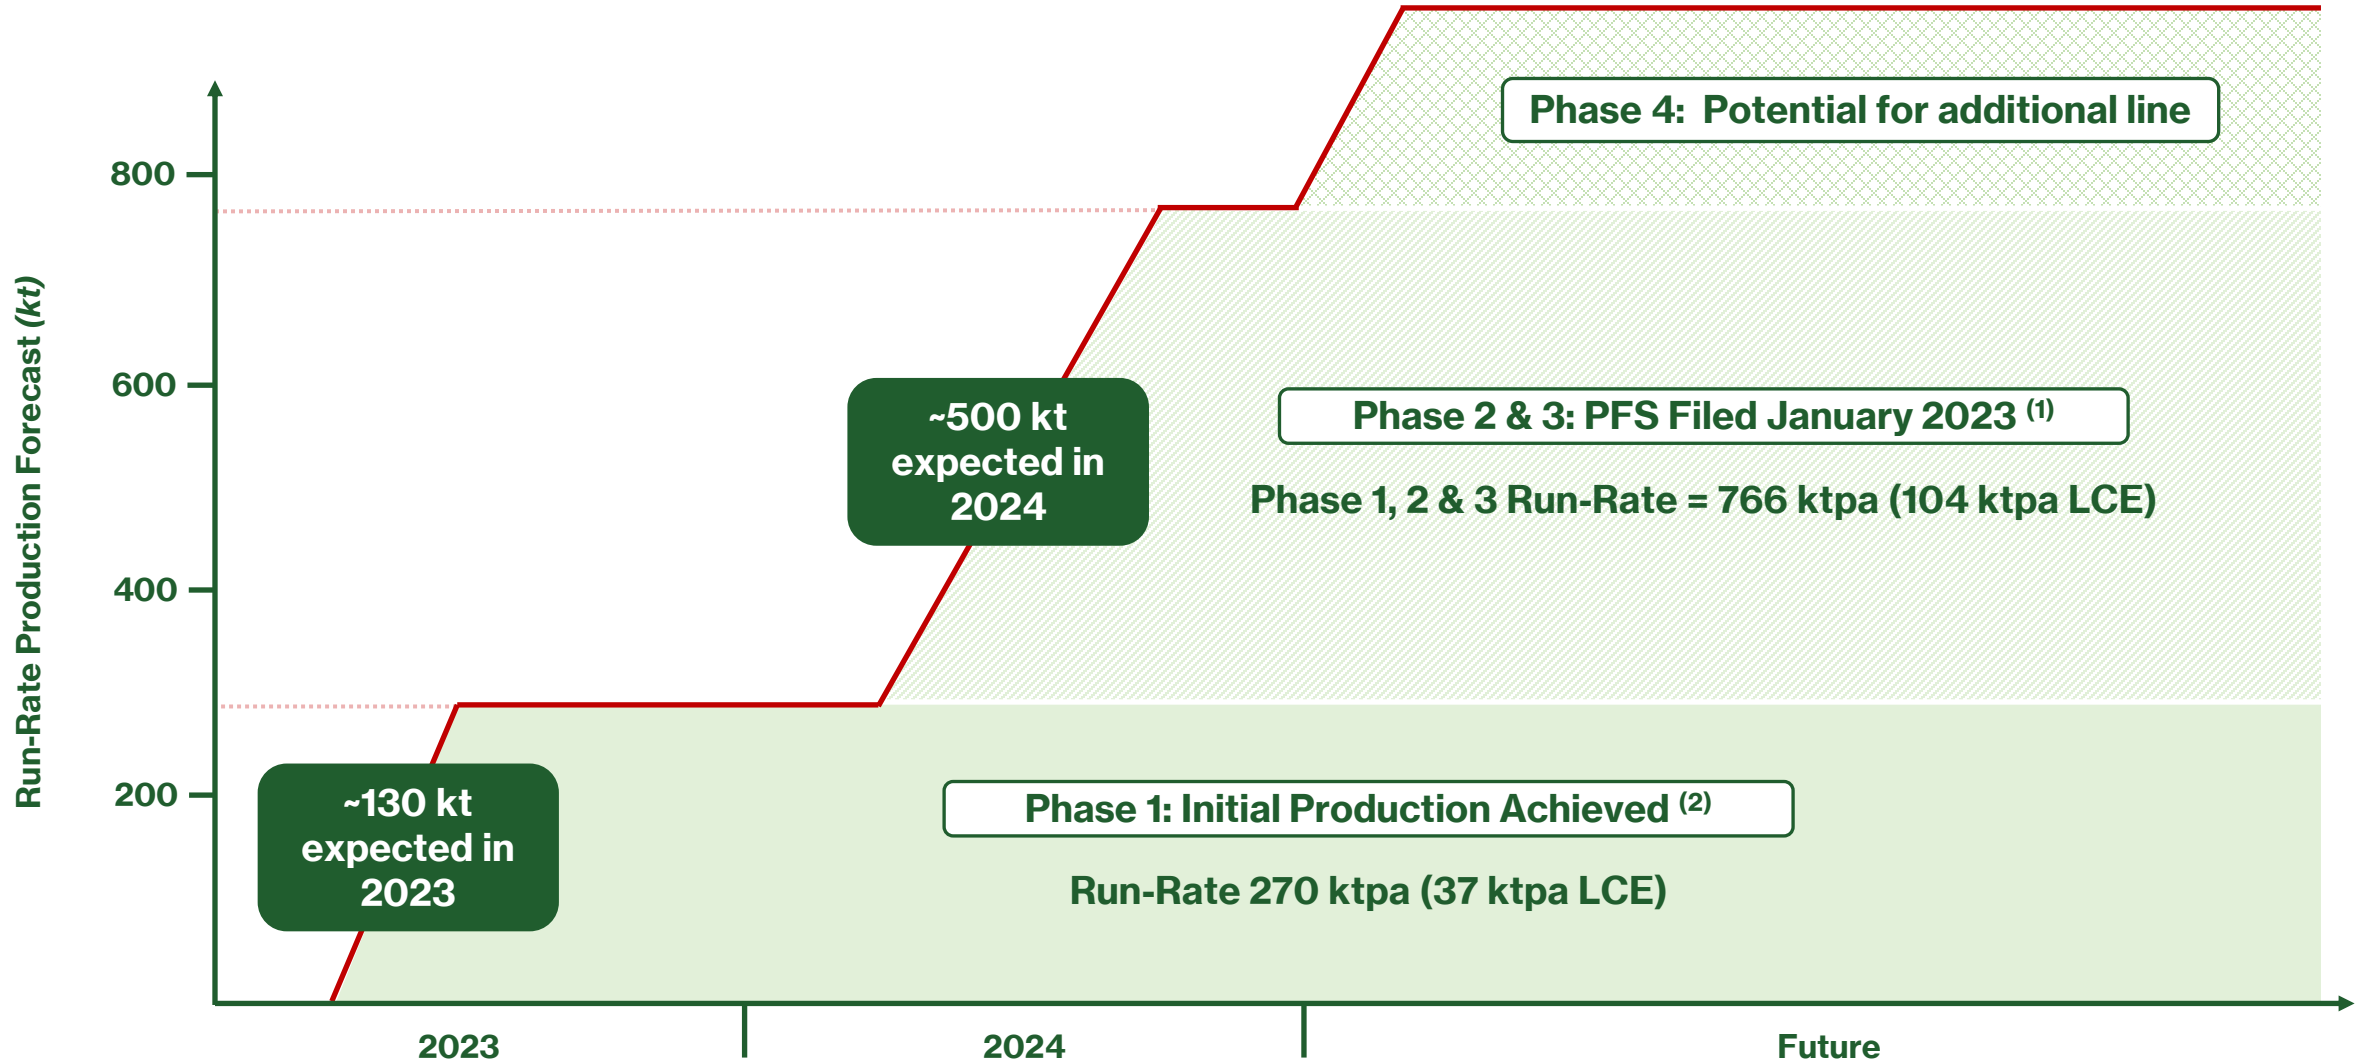 Run-Rate Production Forecast (kt)
800
600
400
200
Phase 4: Potential for additional line
~500 kt
expected in
2024
Phase 2 & 3: PFS Filed January 2023 (1)
Phase 1, 2 & 3 Run-Rate = 766 ktpa (104 ktpa LCE)
~130 kt
expected in
2023
Phase 1: Initial Production Achieved (2)
Run-Rate 270 ktpa (37 ktpa LCE)
2023
2024
Future